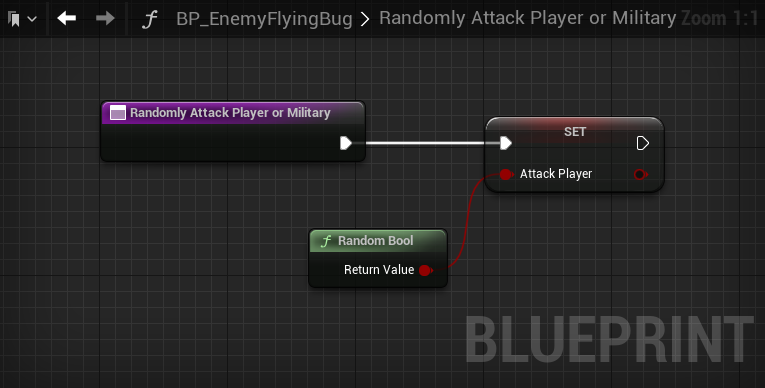 BP_EnemyFlyingBug > Randomly Attack Player or Military Zoom 1:1
Randomly Attack Player or Military
SET
Attack Player
f Random Bool
Return Value
BLUEPRINT